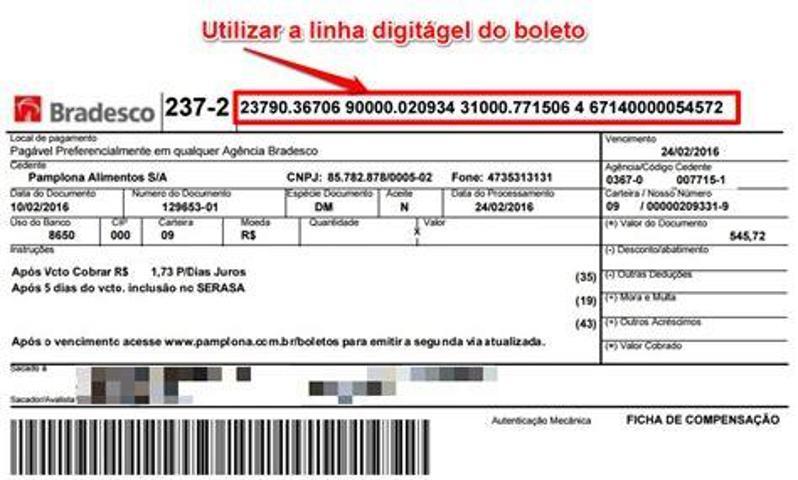 Utilizar a linha digitágel do boleto
Bradesco 237-2 23790.36706 90000.020934 31000.771506 4 67140000054572
Local de pagamento
Pagável Preferencialmente em qualquer Agência Bradesco
Vencimento
24/02/2016
Cedente
Pamplona Alimentos S/A CNPJ: 85.782.878/0005-02 Fone: 4735313131
Agência/Código Cedente
0367-0 007715-1
Data do Documento Numero do Documento Espécie Documento Aceite Data do Processamento Carteira / Nosso Número
10/02/2016 129653-01 DM N 24/02/2016 09 / 00000209331-9
Uso do Banco CIP Carteira Moeda Quantidade Valor (+) Valor do Documento
8650 000 09 R$ X 545,72
Instruções
(-) Desconto/abatimento
Após Vcto Cobrar R$ 1,73 P/Dias Juros
(35) (-) Outras Deduções
Após 5 dias do vcto. inclusão no SERASA
(19) (+) Mora e Multa
(43) (+) Outros Acréscimos
Após o vencimento acesse www.pamplona.com.br/boletos para emitir a segunda via atualizada.
(=) Valor Cobrado
Sacado à
Sacador/Avalista
Autenticação Mecânica FICHA DE COMPENSAÇÃO